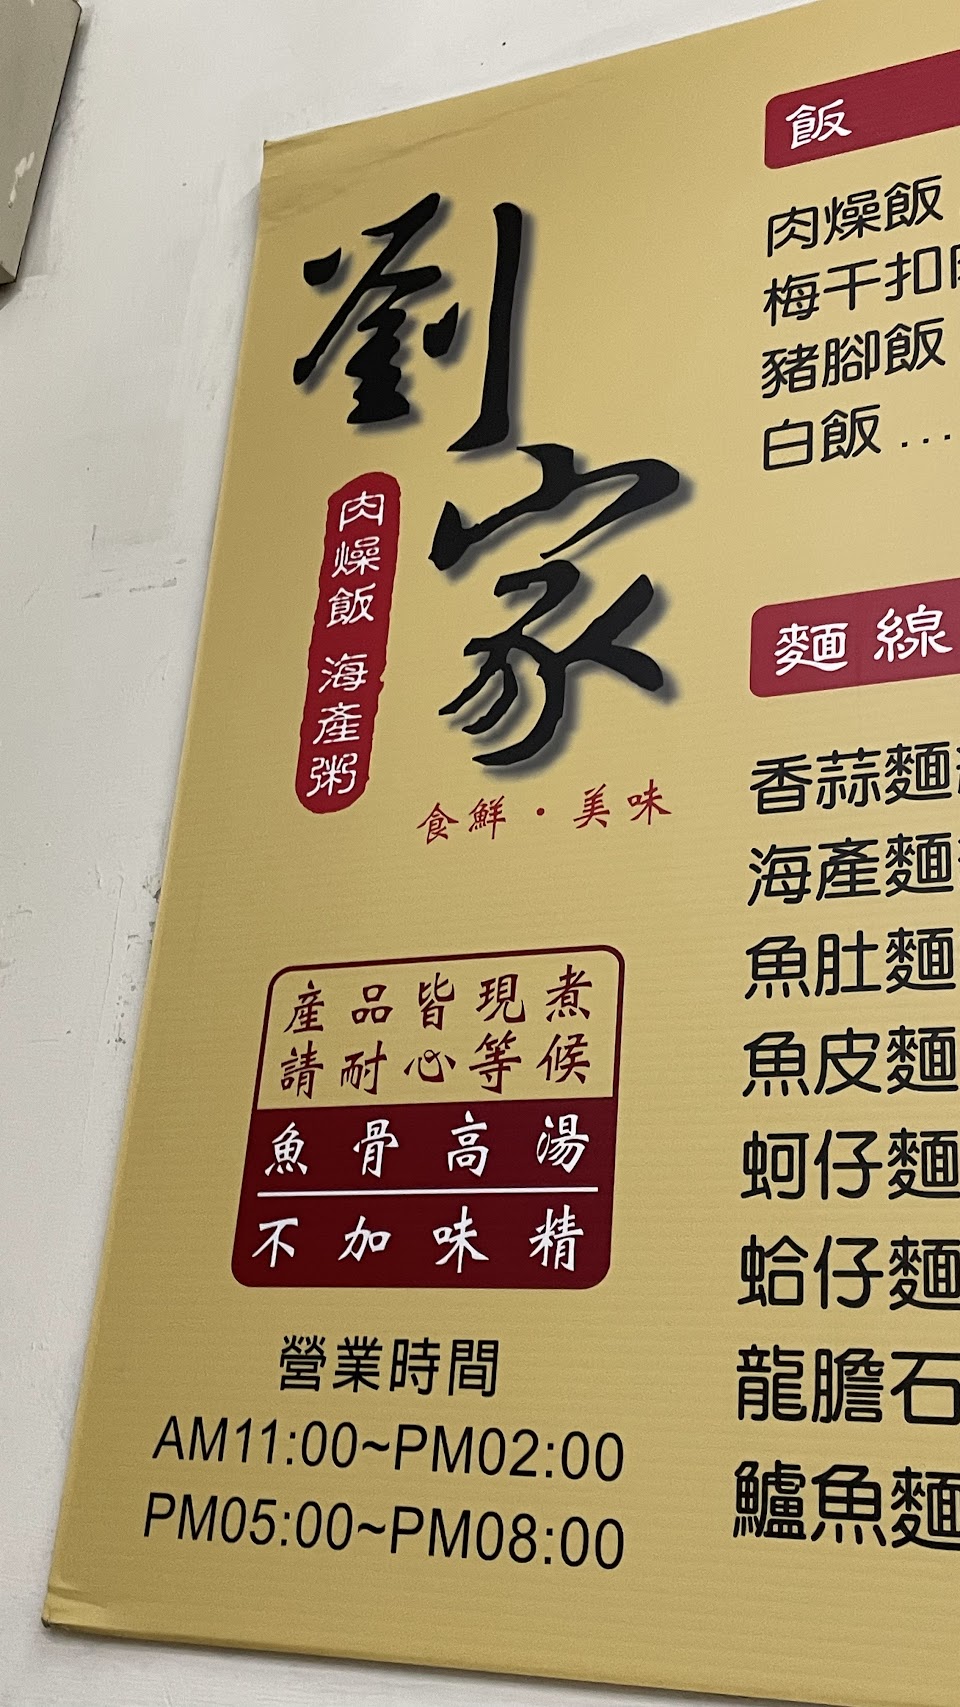 劉家
肉燥飯 海產粥
食鮮・美味
產品皆現煮
請耐心等候
魚骨高湯
不加味精
營業時間
AM11:00~PM02:00
PM05:00~PM08:00
飯
肉燥飯
梅干扣
豬腳飯
白飯 ...
麵線
香蒜麵
海產麵
魚肚麵
魚皮麵
蚵仔麵
蛤仔麵
龍膽石
鱸魚麵